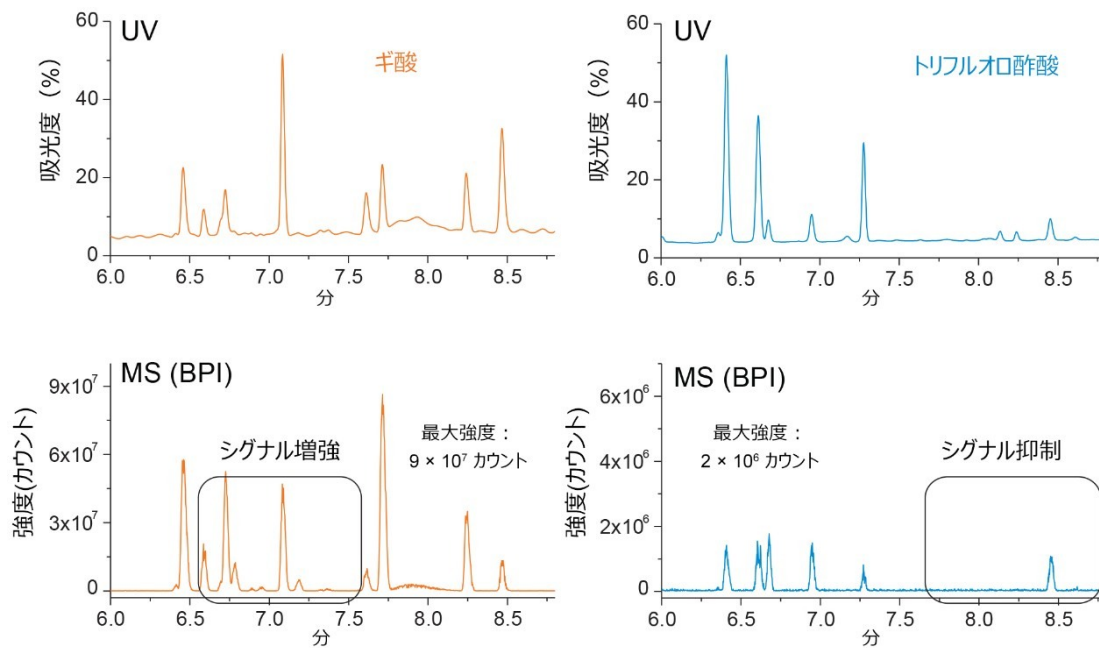 UV
ギ酸
吸光度 (%)
60
40
20
0
6.0 6.5 7.0 7.5 8.0 8.5
分
UV
トリフルオロ酢酸
吸光度 (%)
60
40
20
0
6.0 6.5 7.0 7.5 8.0 8.5
分
MS (BPI)
シグナル増強
最大強度：
9 × 10⁷ カウント
強度(カウント)
9x10⁷
6x10⁷
3x10⁷
0
6.0 6.5 7.0 7.5 8.0 8.5
分
MS (BPI)
最大強度：
2 × 10⁶ カウント
シグナル抑制
強度(カウント)
6x10⁶
4x10⁶
2x10⁶
0
6.0 6.5 7.0 7.5 8.0 8.5
分